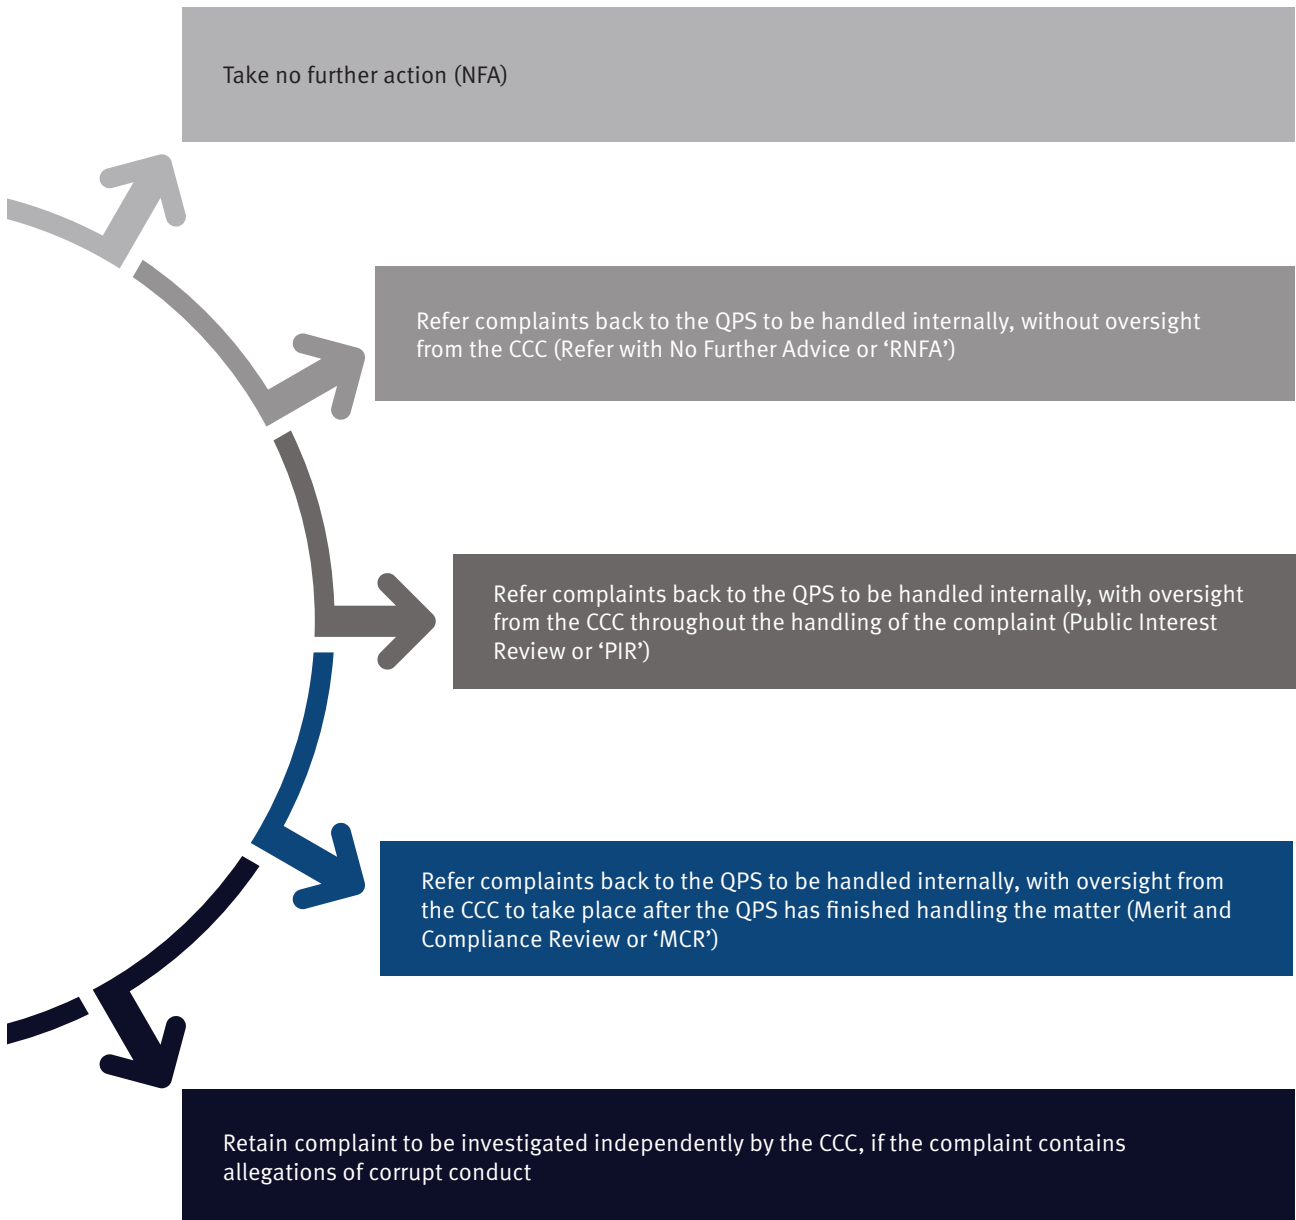 Take no further action (NFA)
Refer complaints back to the QPS to be handled internally, without oversight
from the CCC (Refer with No Further Advice or ‘RNFA’)
Refer complaints back to the QPS to be handled internally, with oversight
from the CCC throughout the handling of the complaint (Public Interest
Review or ‘PIR’)
Refer complaints back to the QPS to be handled internally, with oversight from
the CCC to take place after the QPS has finished handling the matter (Merit and
Compliance Review or ‘MCR’)
Retain complaint to be investigated independently by the CCC, if the complaint contains
allegations of corrupt conduct